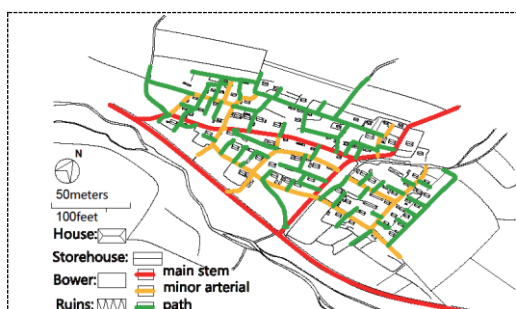 N
50meters
100feet
House:
Storehouse:
Bower:
Ruins:
main stem
minor arterial
path